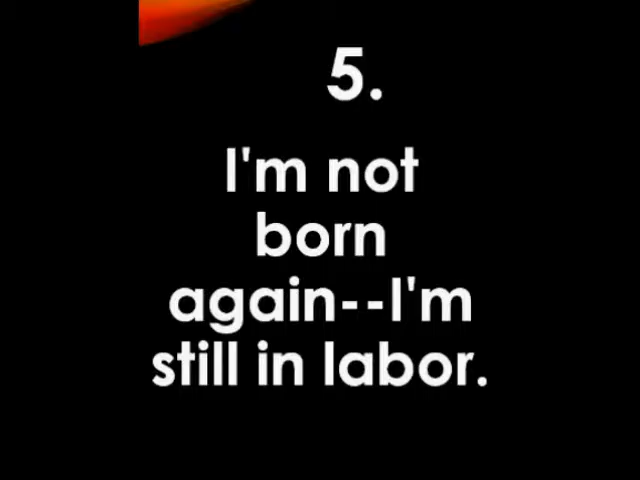 5.
I'm not
born
again--I'm
still in labor.